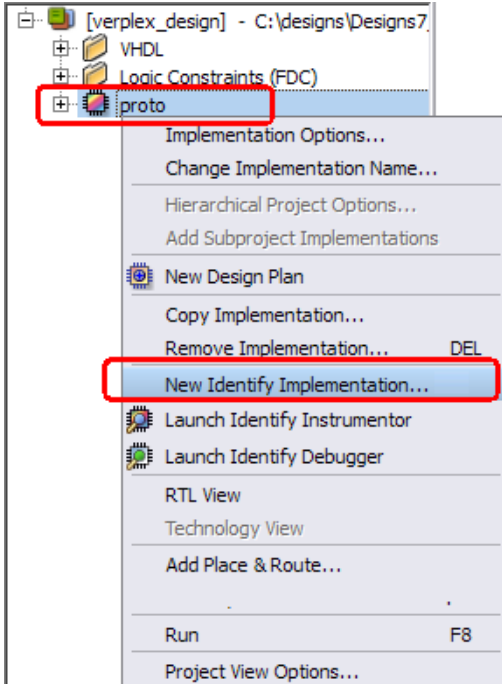 [verplex_design] - C:\designs\Designs7
VHDL
Logic Constraints (FDC)
proto
Implementation Options...
Change Implementation Name...
Hierarchical Project Options...
Add Subproject Implementations
New Design Plan
Copy Implementation...
Remove Implementation... DEL
New Identify Implementation...
Launch Identify Instrumentor
Launch Identify Debugger
RTL View
Technology View
Add Place & Route...
Run F8
Project View Options...